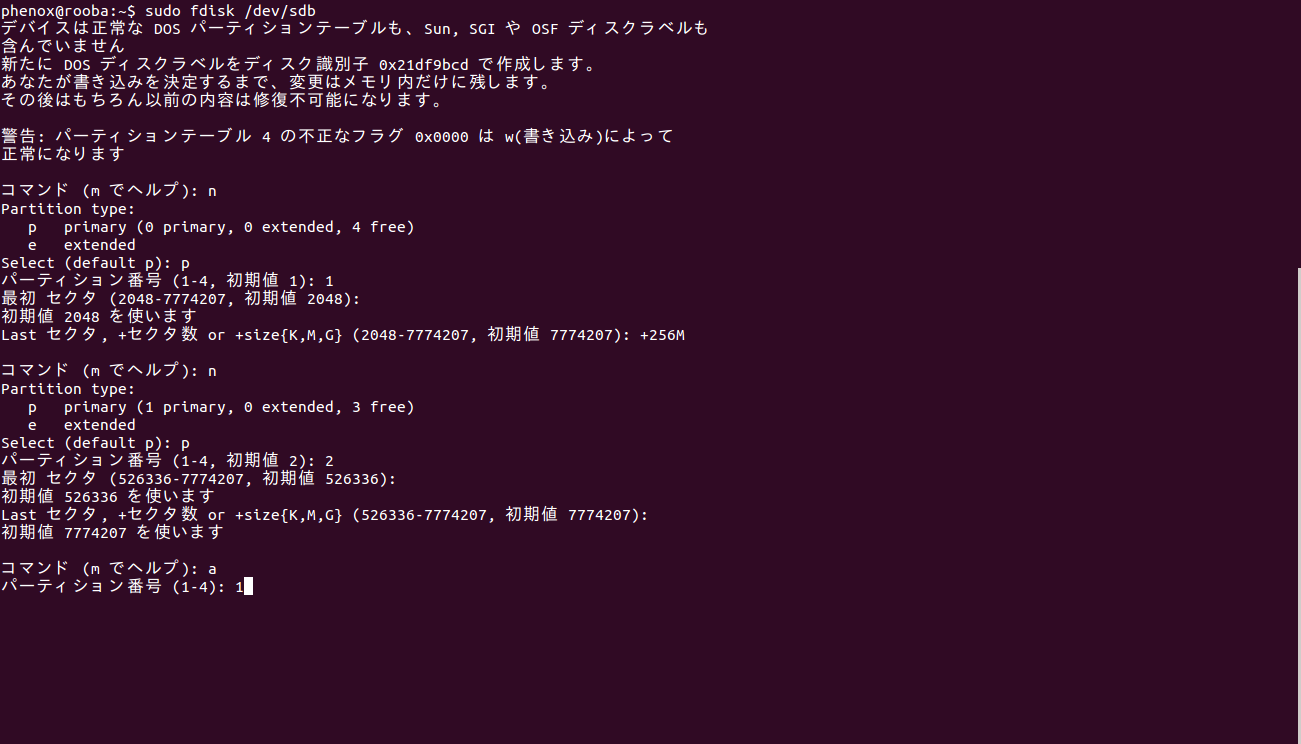 phenox@rooba:~$ sudo fdisk /dev/sdb
デバイスは正常な DOS パーティションテーブルも、Sun, SGI や OSF ディスクラベルも
含んでいません
新たに DOS ディスクラベルをディスク識別子 0x21df9bcd で作成します。
あなたが書き込みを決定するまで、変更はメモリ内だけに残します。
その後はもちろん以前の内容は修復不可能になります。
警告: パーティションテーブル 4 の不正なフラグ 0x0000 は w(書き込み)によって
正常になります
コマンド (m でヘルプ): n
Partition type:
   p   primary (0 primary, 0 extended, 4 free)
   e   extended
Select (default p): p
パーティション番号 (1-4, 初期値 1): 1
最初 セクタ (2048-7774207, 初期値 2048):
初期値 2048 を使います
Last セクタ, +セクタ数 or +size{K,M,G} (2048-7774207, 初期値 7774207): +256M
コマンド (m でヘルプ): n
Partition type:
   p   primary (1 primary, 0 extended, 3 free)
   e   extended
Select (default p): p
パーティション番号 (1-4, 初期値 2): 2
最初 セクタ (526336-7774207, 初期値 526336):
初期値 526336 を使います
Last セクタ, +セクタ数 or +size{K,M,G} (526336-7774207, 初期値 7774207):
初期値 7774207 を使います
コマンド (m でヘルプ): a
パーティション番号 (1-4): 1